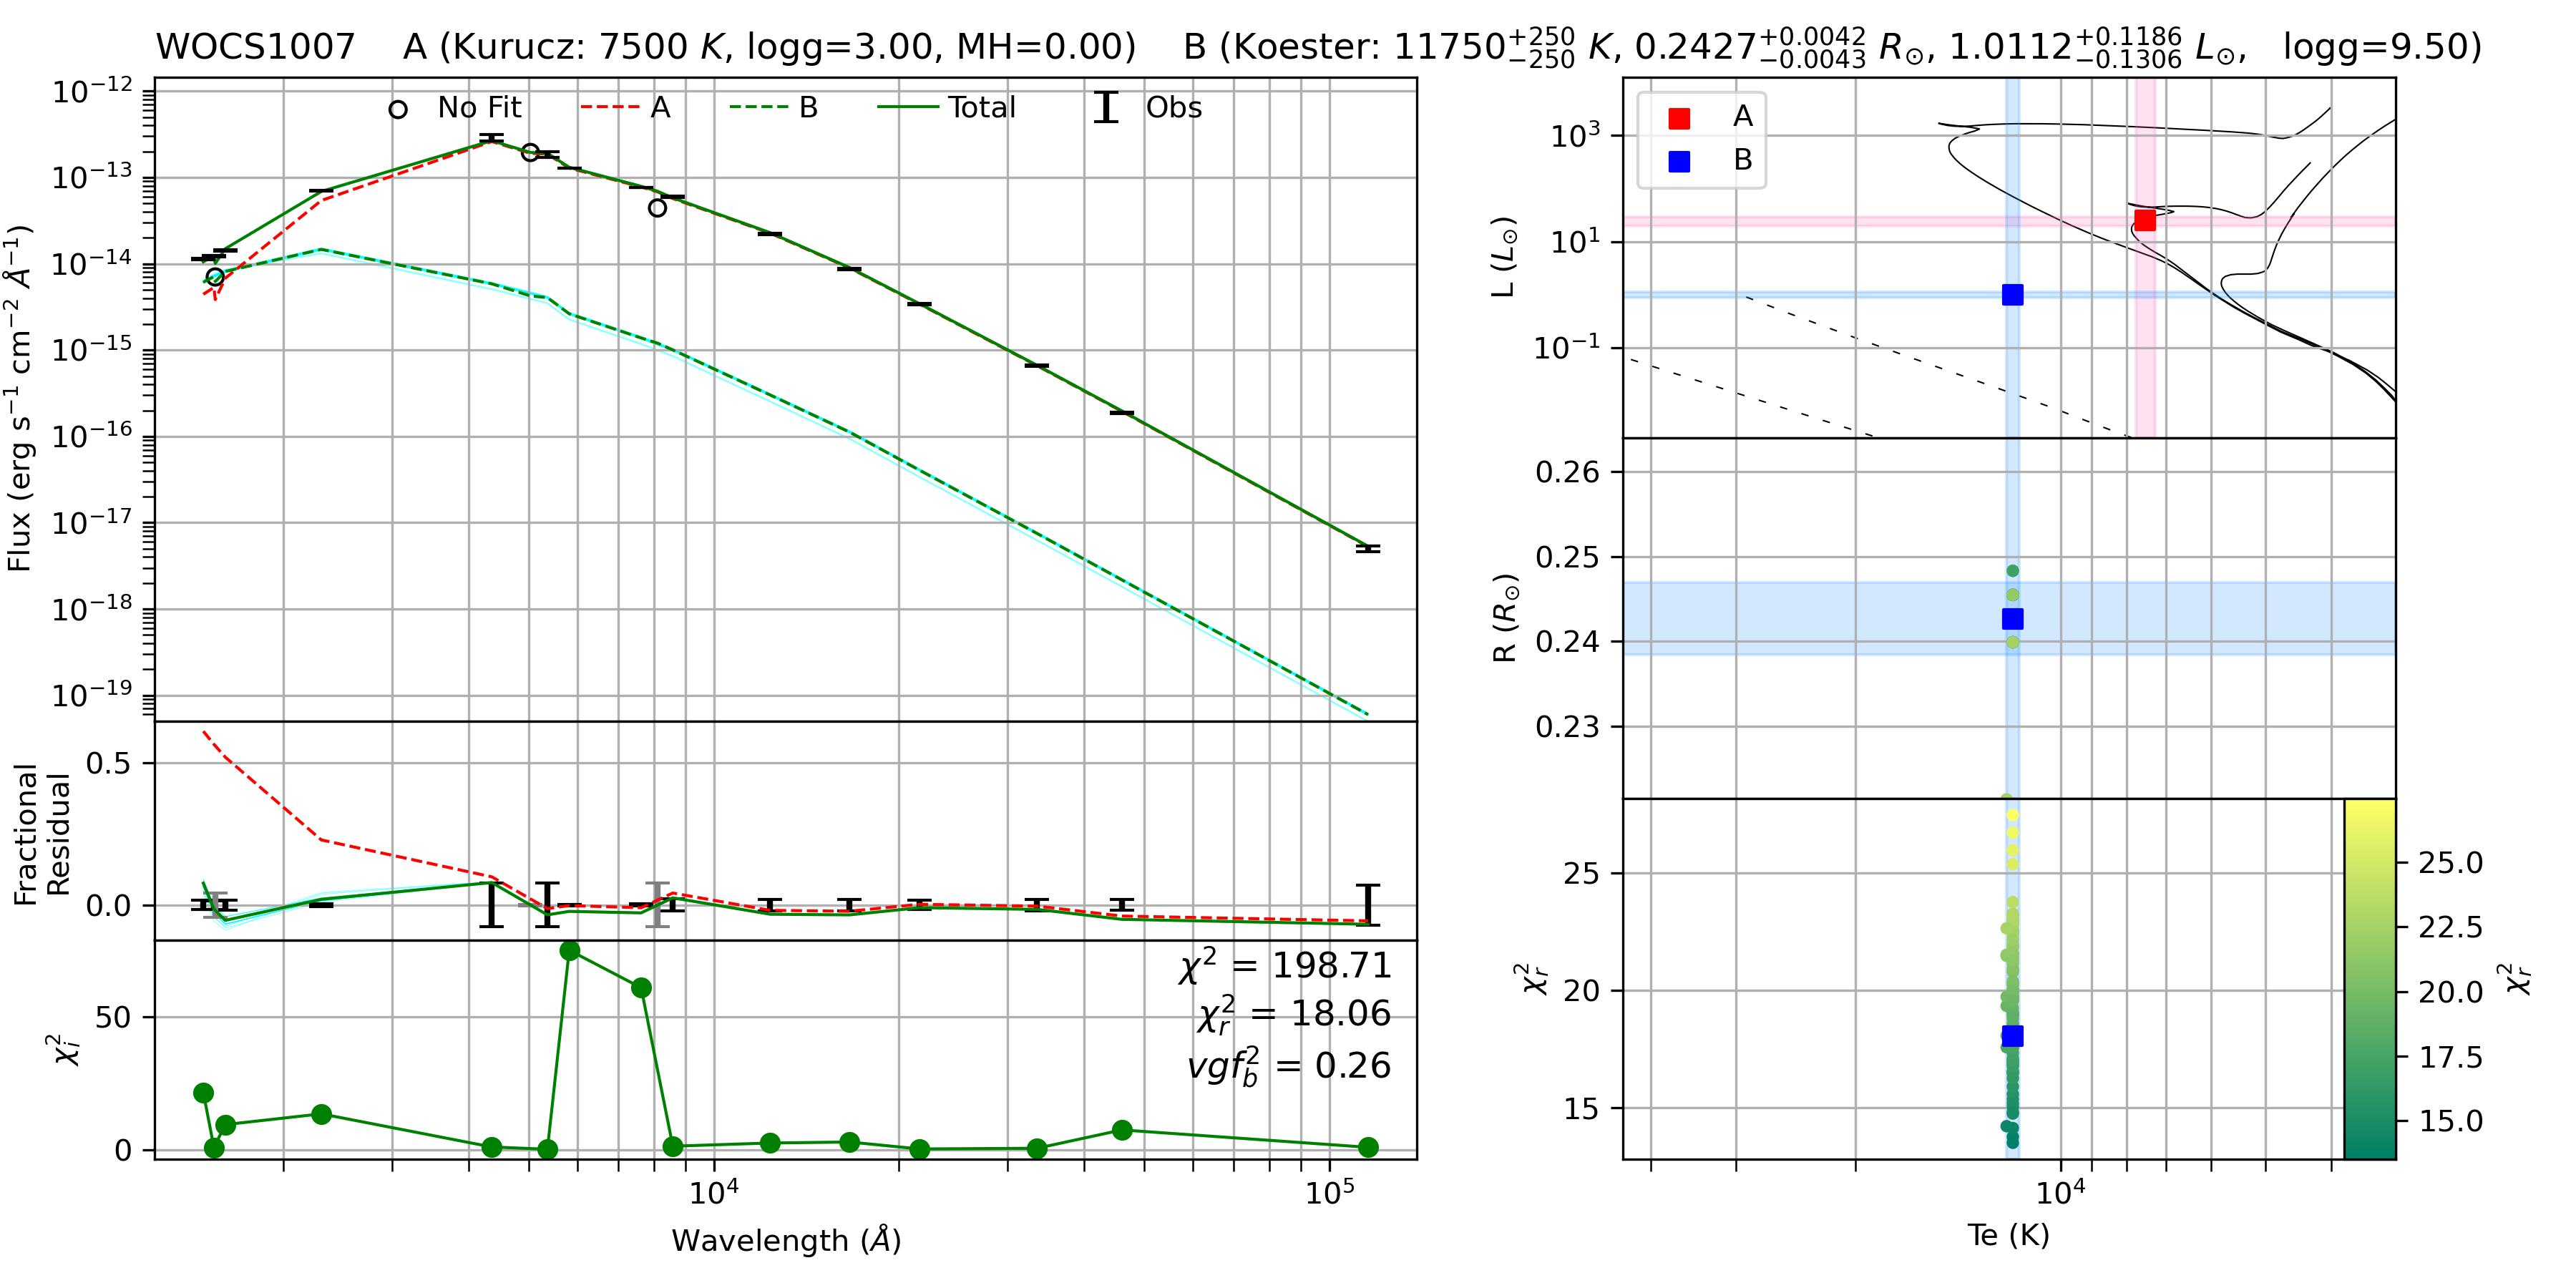 WOCS1007 A (Kurucz: 7500 K, logg=3.00, MH=0.00) B (Koester: 11750 +250 −250 K, 0.2427 +0.0042 −0.0043 R⊙, 1.0112 +0.1186 −0.1306 L⊙, logg=9.50)
No Fit A B Total Obs
Flux (erg s⁻¹ cm⁻² Å⁻¹)
10⁻¹²
10⁻¹³
10⁻¹⁴
10⁻¹⁵
10⁻¹⁶
10⁻¹⁷
10⁻¹⁸
10⁻¹⁹
Fractional
Residual
0.5
0.0
χ²ᵢ
50
0
χ² = 198.71
χ²ᵣ = 18.06
vgf²_b = 0.26
10⁴ 10⁵
Wavelength (Å)
A
B
L (L⊙)
10³
10¹
10⁻¹
R (R⊙)
0.26
0.25
0.24
0.23
χ²ᵣ
25
20
15
10⁴
Te (K)
25.0
22.5
20.0
17.5
15.0
χ²ᵣ